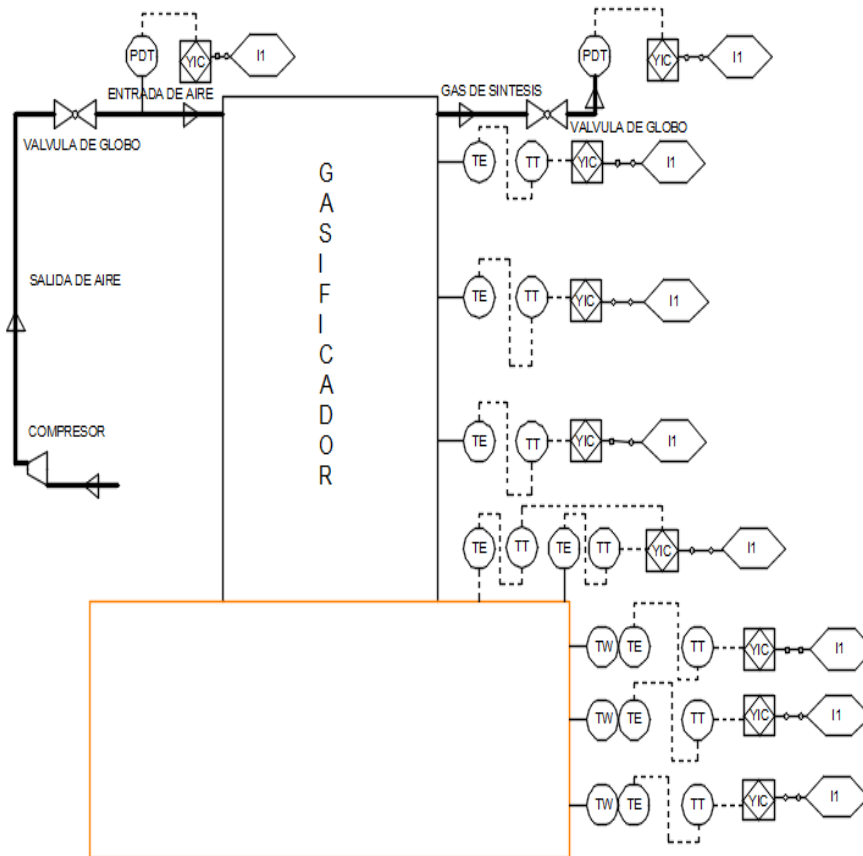 PDT
YIC
I1
PDT
YIC
I1
ENTRADA DE AIRE
GAS DE SINTESIS
VALVULA DE GLOBO
VALVULA DE GLOBO
TE
TT
YIC
I1
GASIFICADOR
SALIDA DE AIRE
TE
TT
YIC
I1
COMPRESOR
TE
TT
YIC
I1
TE
TT
TE
TT
YIC
I1
TW
TE
TT
YIC
I1
TW
TE
TT
YIC
I1
TW
TE
TT
YIC
I1